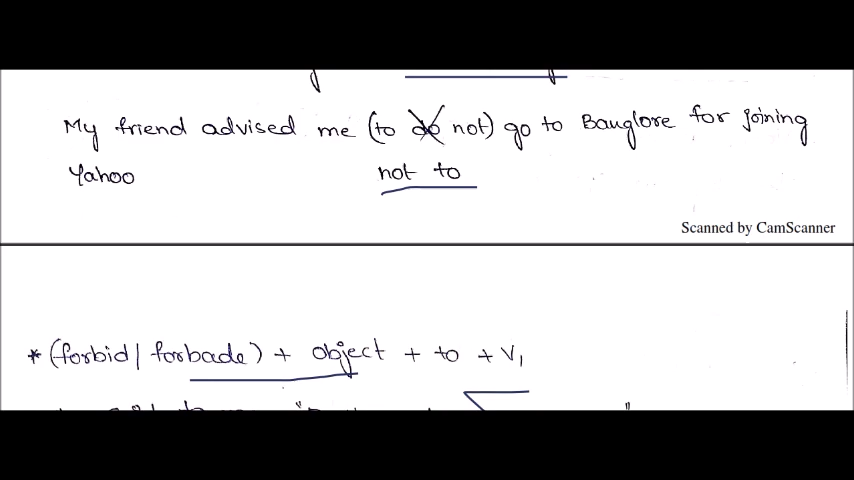 My friend advised me (to do not) go to Banglore for joining
Yahoo not to
Scanned by CamScanner
* (forbid / forbade) + object + to + V₁